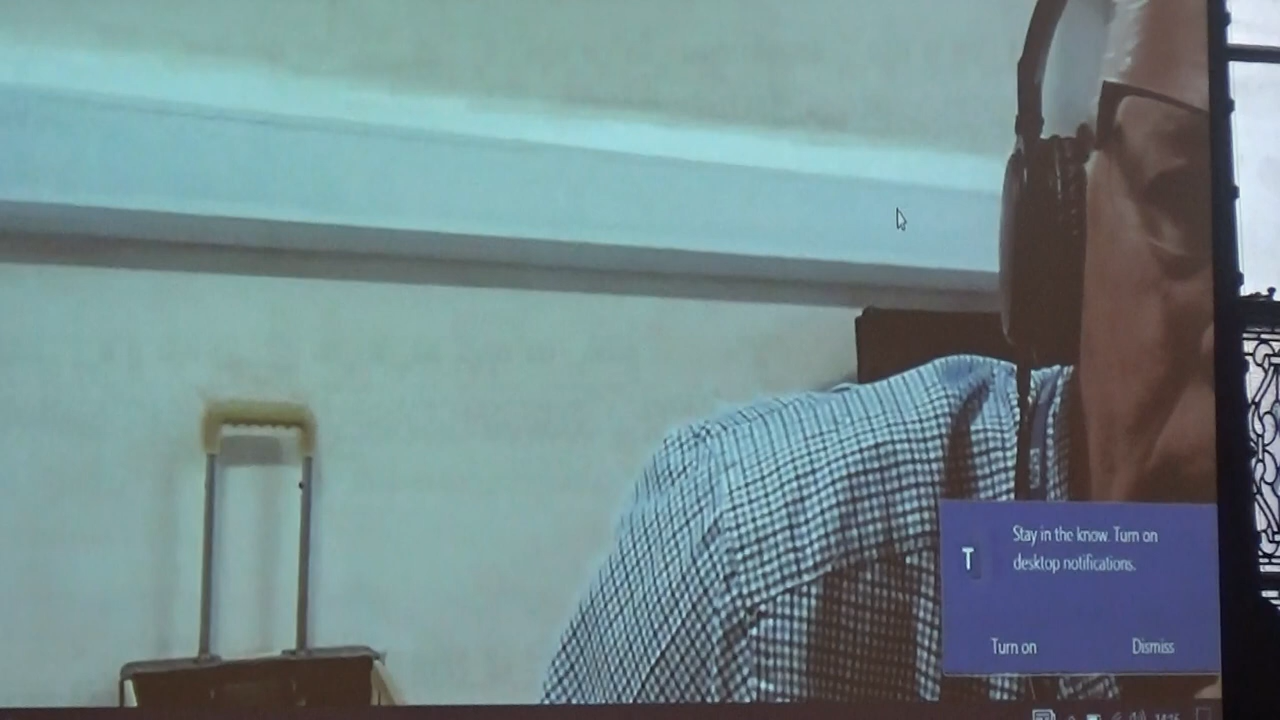 Stay in the know. Turn on
T
desktop notifications.
Turn on
Dismiss